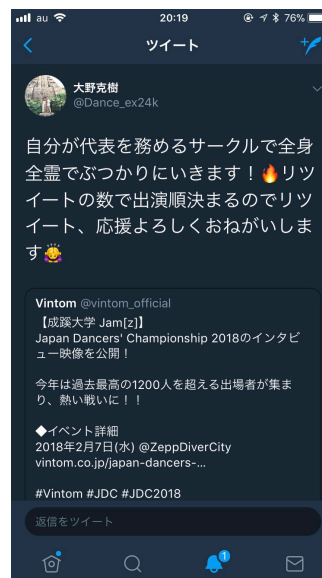 au
20:19
76%
ツイート
大野克樹
@Dance_ex24k
自分が代表を務めるサークルで全身
全霊でぶつかりにいきます！🔥リツ
イートの数で出演順決まるのでリツ
イート、応援よろしくおねがいしま
す🙇
Vintom @vintom_official
【成蹊大学 Jam[z]】
Japan Dancers' Championship 2018のインタビ
ュー映像を公開！
今年は過去最高の1200人を超える出場者が集ま
り、熱い戦いに！！
◆イベント詳細
2018年2月7日(水) @ZeppDiverCity
vintom.co.jp/japan-dancers-...
#Vintom #JDC #JDC2018
返信をツイート
1